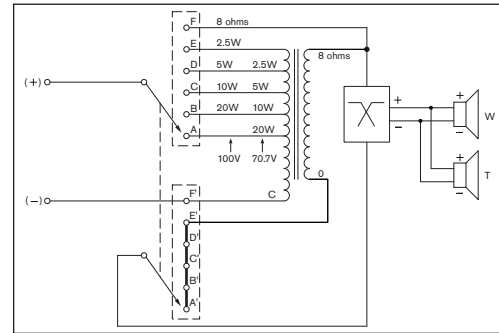 F 8 ohms
E 2.5W 8 ohms
D 5W 2.5W
(+) C 10W 5W
B 20W 10W
A 20W
100V 70.7V
+ + W
− −
+ T
−
0
(−) F' C
E'
D'
C'
B'
A'